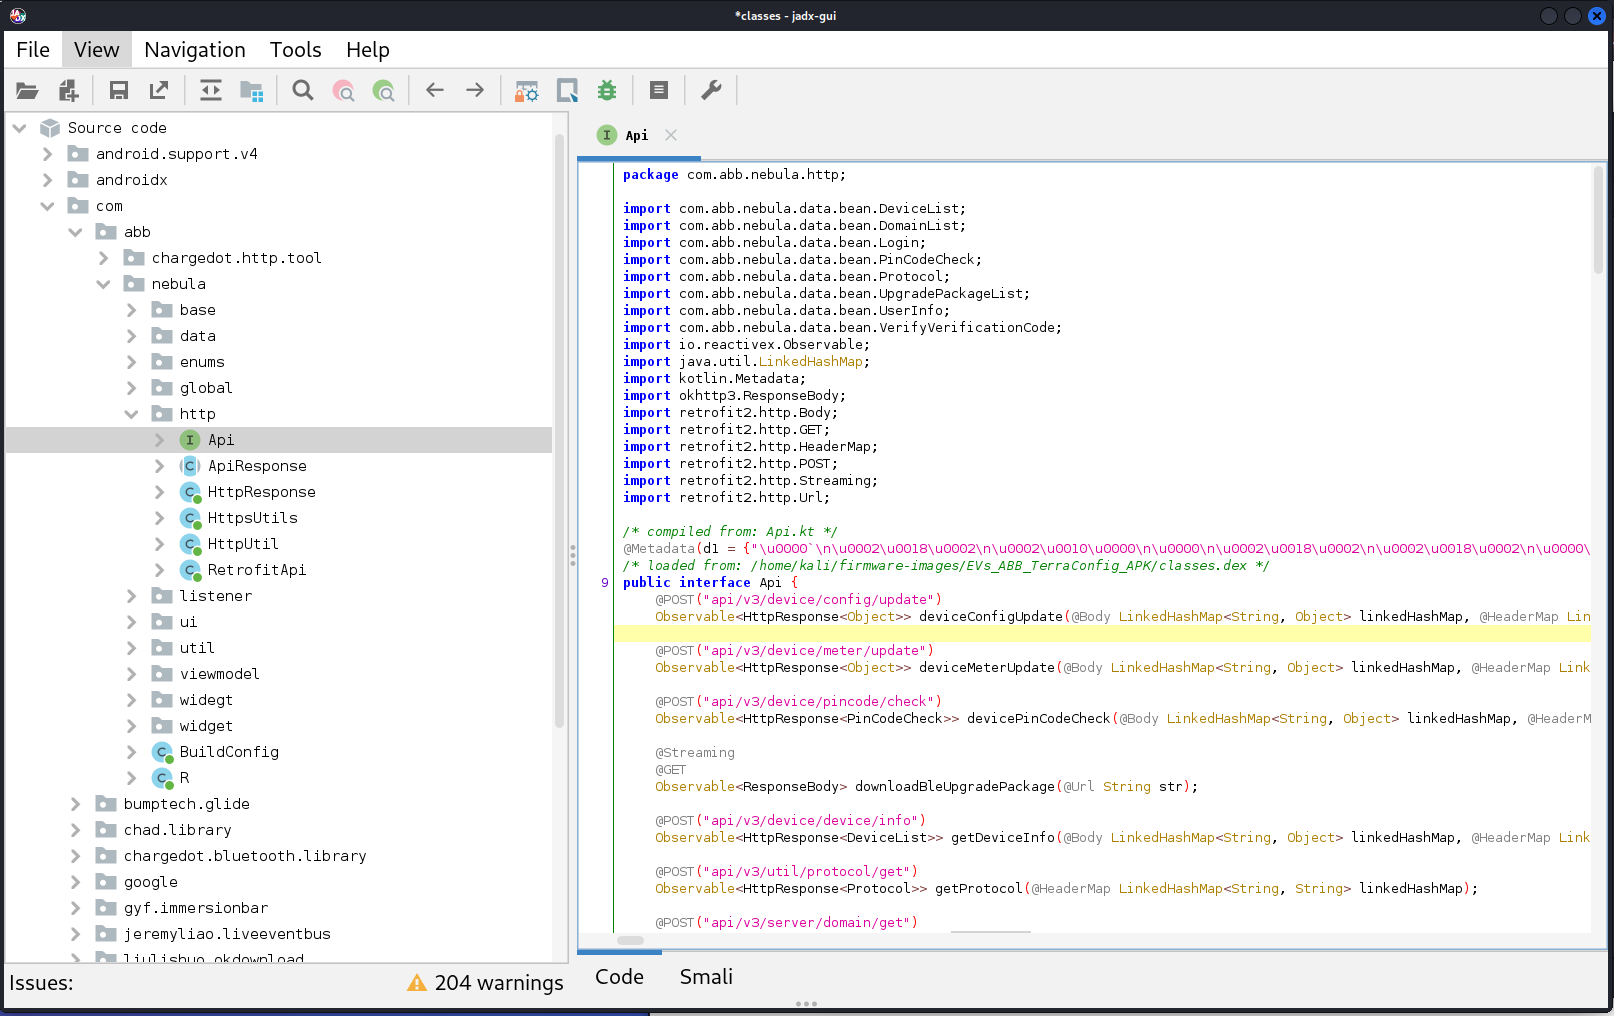 *classes - jadx-gui
File View Navigation Tools Help
Source code
android.support.v4
androidx
com
abb
chargedot.http.tool
nebula
base
data
enums
global
http
Api
ApiResponse
HttpResponse
HttpsUtils
HttpUtil
RetrofitApi
listener
ui
util
viewmodel
widegt
widget
BuildConfig
R
bumptech.glide
chad.library
chargedot.bluetooth.library
google
gyf.immersionbar
jeremyliao.liveeventbus
liulishuo.okdownload
Issues:
204 warnings
Api
package com.abb.nebula.http;
import com.abb.nebula.data.bean.DeviceList;
import com.abb.nebula.data.bean.DomainList;
import com.abb.nebula.data.bean.Login;
import com.abb.nebula.data.bean.PinCodeCheck;
import com.abb.nebula.data.bean.Protocol;
import com.abb.nebula.data.bean.UpgradePackageList;
import com.abb.nebula.data.bean.UserInfo;
import com.abb.nebula.data.bean.VerifyVerificationCode;
import io.reactivex.Observable;
import java.util.LinkedHashMap;
import kotlin.Metadata;
import okhttp3.ResponseBody;
import retrofit2.http.Body;
import retrofit2.http.GET;
import retrofit2.http.HeaderMap;
import retrofit2.http.POST;
import retrofit2.http.Streaming;
import retrofit2.http.Url;
/* compiled from: Api.kt */
@Metadata(d1 = {"\u0000`\n\u0002\u0018\u0002\n\u0002\u0010\u0000\n\u0000\n\u0002\u0018\u0002\n\u0002\u0018\u0002\n\u0000\
/* loaded from: /home/kali/firmware-images/EVs_ABB_TerraConfig_APK/classes.dex */
9 public interface Api {
@POST("api/v3/device/config/update")
Observable<HttpResponse<Object>> deviceConfigUpdate(@Body LinkedHashMap<String, Object> linkedHashMap, @HeaderMap Lin
@POST("api/v3/device/meter/update")
Observable<HttpResponse<Object>> deviceMeterUpdate(@Body LinkedHashMap<String, Object> linkedHashMap, @HeaderMap Link
@POST("api/v3/device/pincode/check")
Observable<HttpResponse<PinCodeCheck>> devicePinCodeCheck(@Body LinkedHashMap<String, Object> linkedHashMap, @HeaderM
@Streaming
@GET
Observable<ResponseBody> downloadBleUpgradePackage(@Url String str);
@POST("api/v3/device/device/info")
Observable<HttpResponse<DeviceList>> getDeviceInfo(@Body LinkedHashMap<String, Object> linkedHashMap, @HeaderMap Link
@POST("api/v3/util/protocol/get")
Observable<HttpResponse<Protocol>> getProtocol(@HeaderMap LinkedHashMap<String, String> linkedHashMap);
@POST("api/v3/server/domain/get")
Code Smali